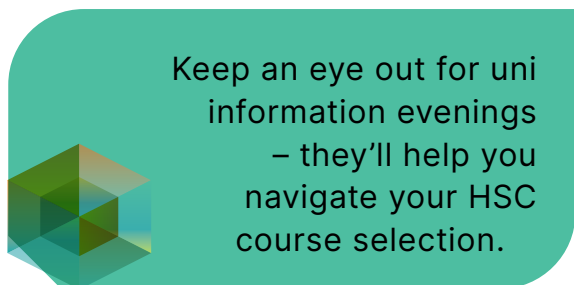 Keep an eye out for uni
information evenings
– they’ll help you
navigate your HSC
course selection.